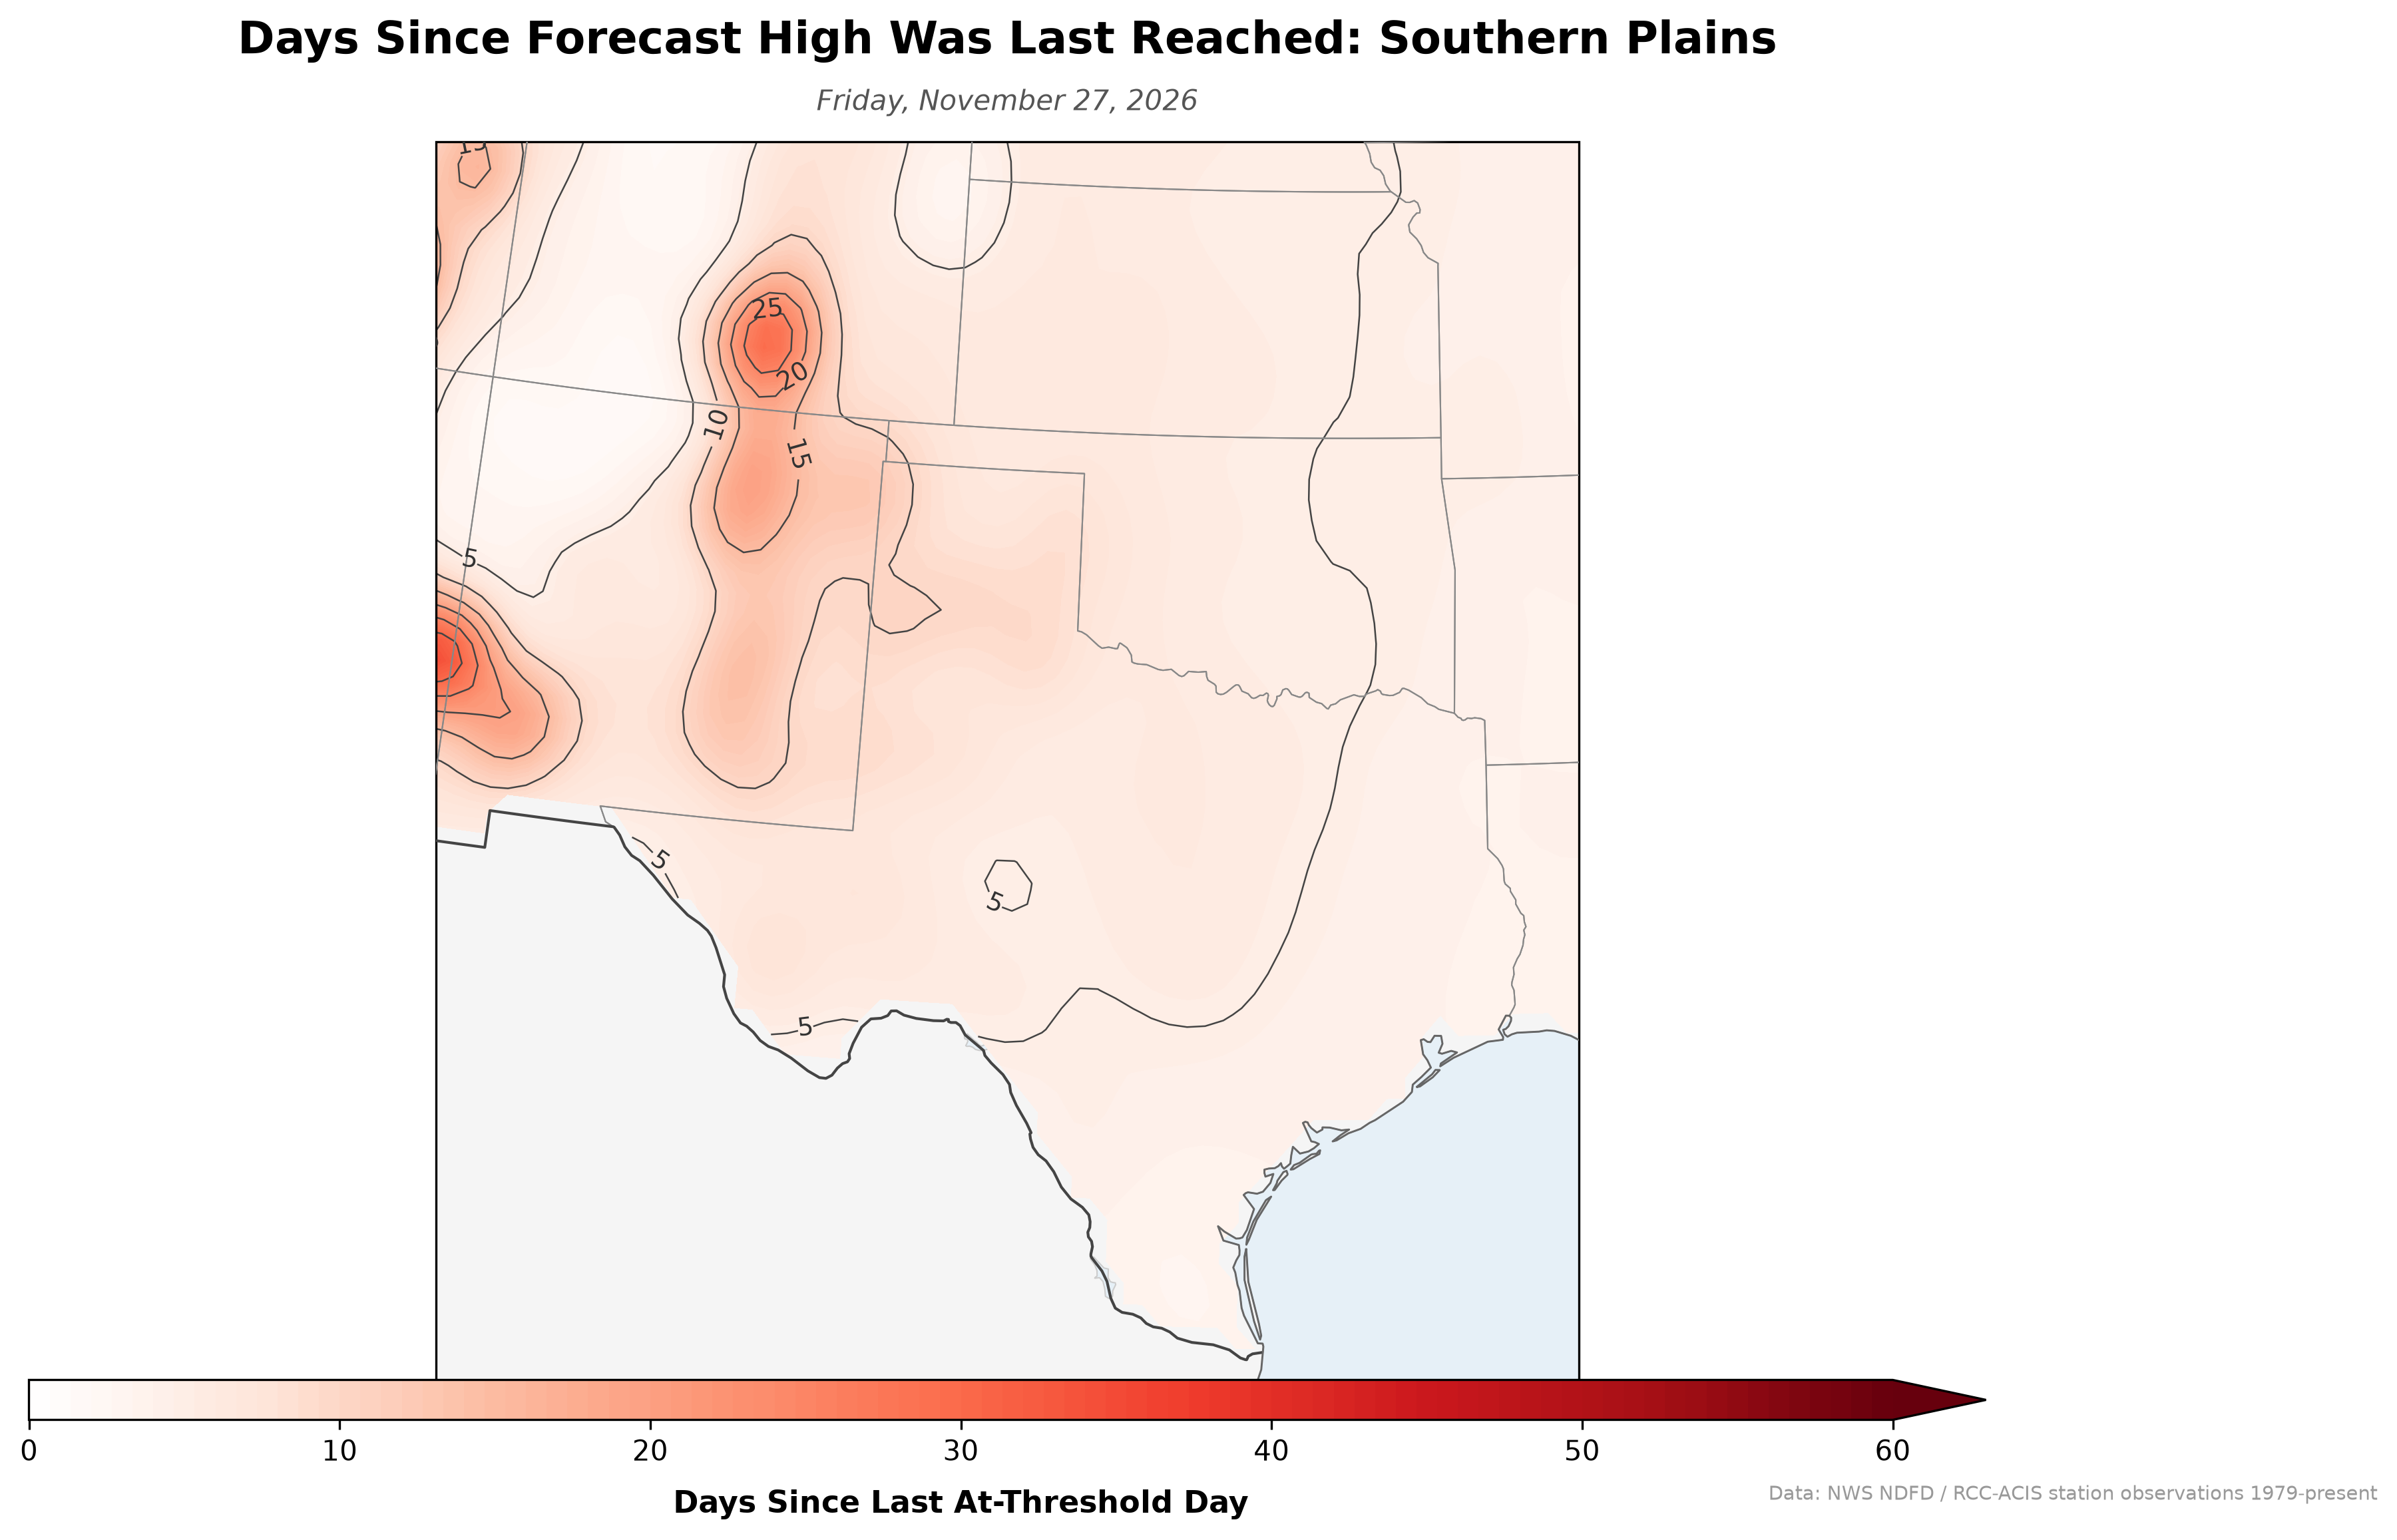 Days Since Forecast High Was Last Reached: Southern Plains
Friday, November 27, 2026
15
25
20
10
15
5
5
5
5
0 10 20 30 40 50 60
Days Since Last At-Threshold Day
Data: NWS NDFD / RCC-ACIS station observations 1979-present